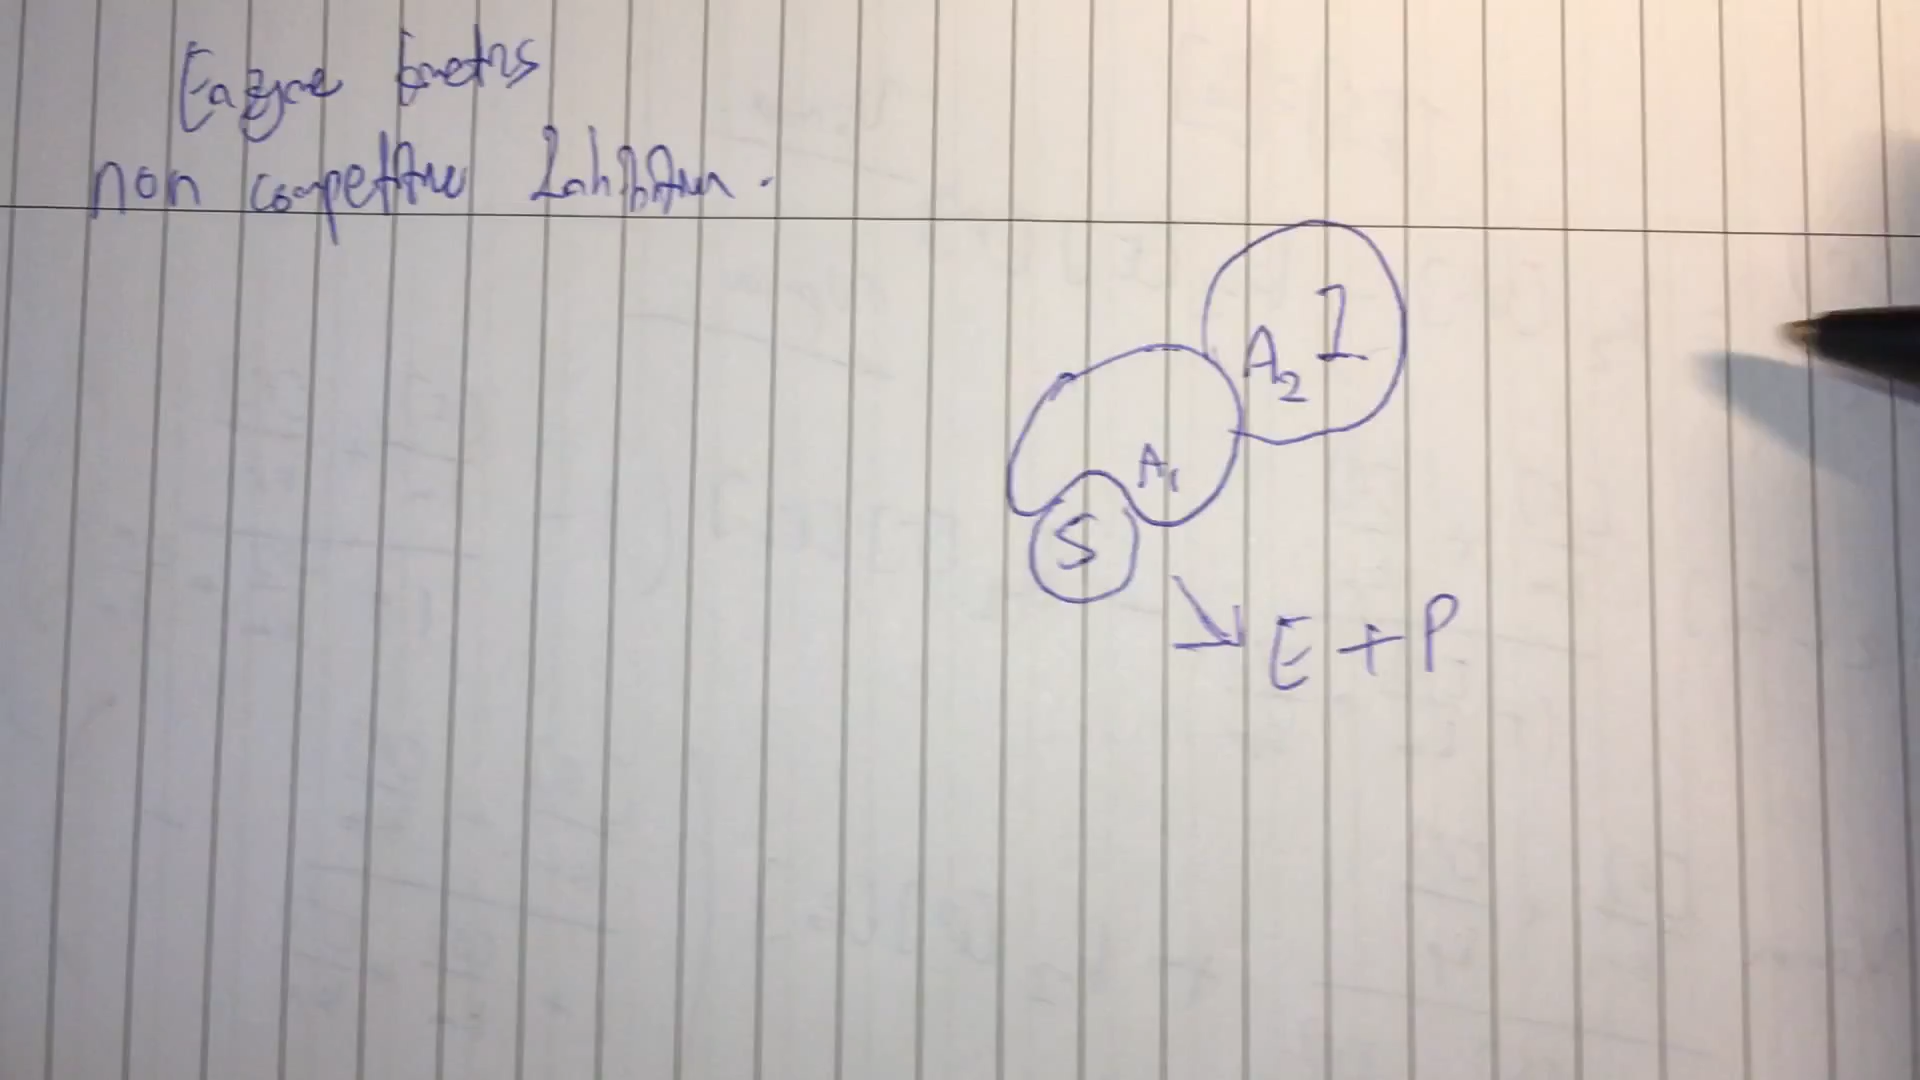 Enzyme kinetics
non competitive Inhibition.
A₂ I
A₁
S
E + P